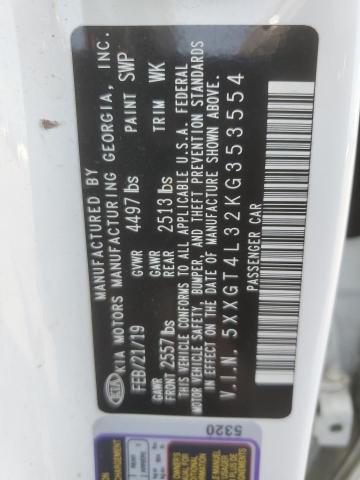 MANUFACTURED BY
KIA MOTORS MANUFACTURING GEORGIA, INC.
KIA
FEB/21/19 GVWR 4497 lbs PAINT SWP
GAWR FRONT 2557 lbs GAWR REAR 2513 lbs TRIM WK
THIS VEHICLE CONFORMS TO ALL APPLICABLE U.S.A. FEDERAL
MOTOR VEHICLE SAFETY, BUMPER, AND THEFT PREVENTION STANDARDS
IN EFFECT ON THE DATE OF MANUFACTURE SHOWN ABOVE.
V.I.N. 5XXGT4L32KG353554
PASSENGER CAR
5320